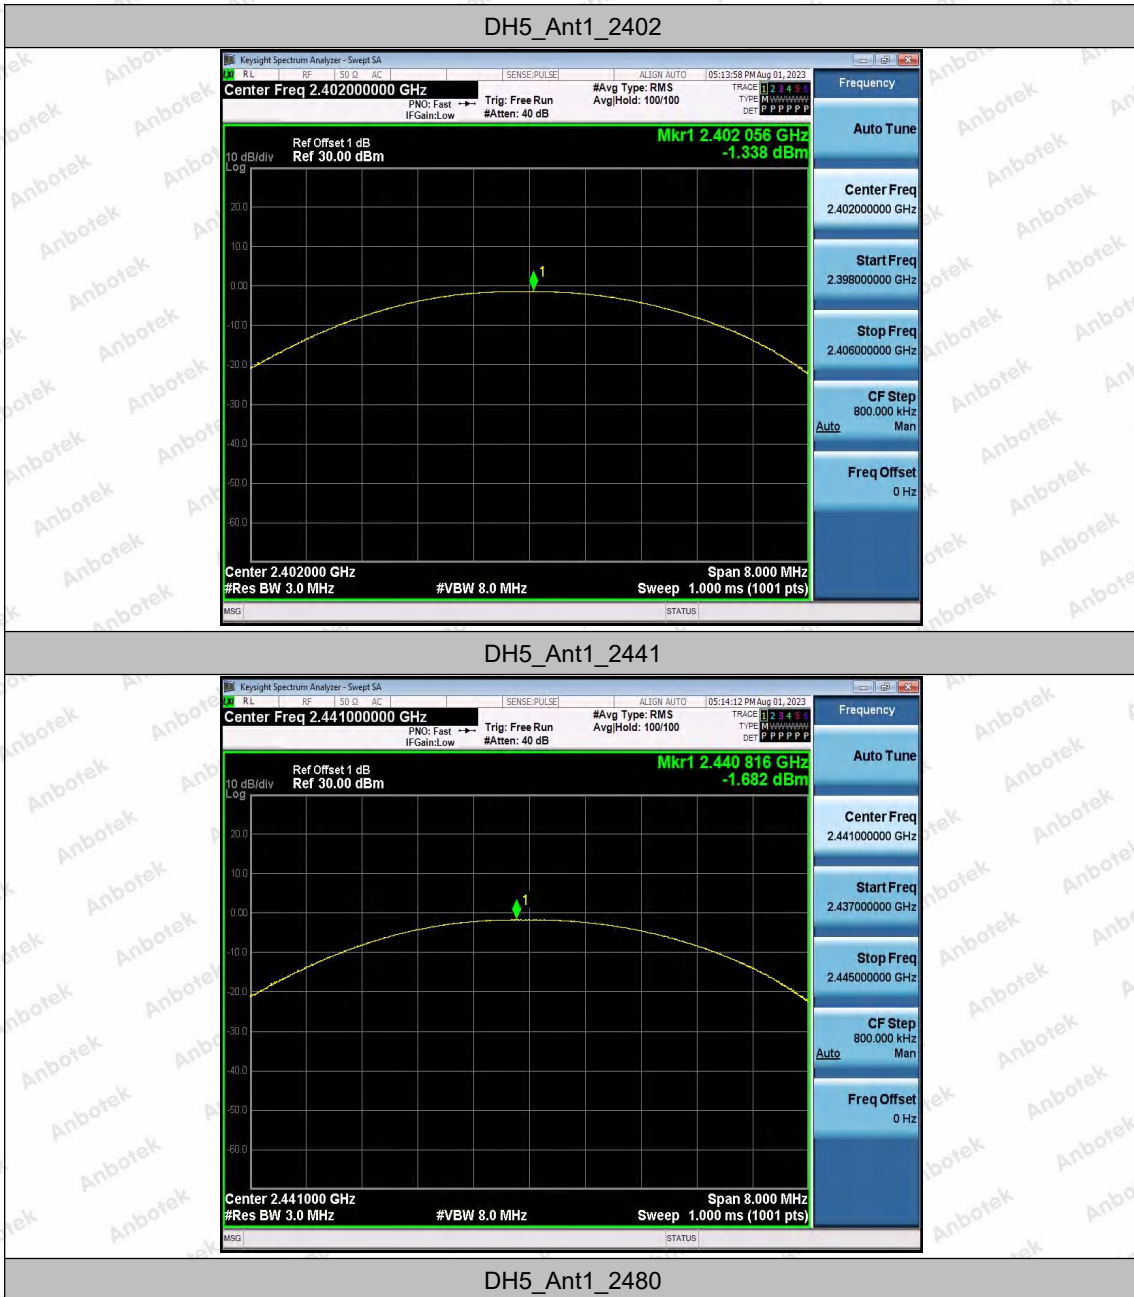 DH5_Ant1_2402
Keysight Spectrum Analyzer - Swept SA
RL RF 50 Ω AC SENSE:PULSE ALIGN AUTO 05:13:58 PM Aug 01, 2023
Center Freq 2.402000000 GHz
PNO: Fast
IFGain:Low
Trig: Free Run
#Atten: 40 dB
#Avg Type: RMS
Avg|Hold: 100/100
TRACE 1 2 3 4 5 6
TYPE M WWWWW
DET P P P P P P
Mkr1 2.402 056 GHz
-1.338 dBm
Ref Offset 1 dB
10 dB/div Ref 30.00 dBm
Log
20.0
10.0
0.00
-10.0
-20.0
-30.0
-40.0
-50.0
-60.0
1
Center 2.402000 GHz Span 8.000 MHz
#Res BW 3.0 MHz #VBW 8.0 MHz Sweep 1.000 ms (1001 pts)
MSG STATUS
Frequency
Auto Tune
Center Freq
2.402000000 GHz
Start Freq
2.398000000 GHz
Stop Freq
2.406000000 GHz
CF Step
800.000 kHz
Auto Man
Freq Offset
0 Hz
DH5_Ant1_2441
Keysight Spectrum Analyzer - Swept SA
RL RF 50 Ω AC SENSE:PULSE ALIGN AUTO 05:14:12 PM Aug 01, 2023
Center Freq 2.441000000 GHz
PNO: Fast
IFGain:Low
Trig: Free Run
#Atten: 40 dB
#Avg Type: RMS
Avg|Hold: 100/100
TRACE 1 2 3 4 5 6
TYPE M WWWWW
DET P P P P P P
Mkr1 2.440 816 GHz
-1.682 dBm
Ref Offset 1 dB
10 dB/div Ref 30.00 dBm
Log
20.0
10.0
0.00
-10.0
-20.0
-30.0
-40.0
-50.0
-60.0
1
Center 2.441000 GHz Span 8.000 MHz
#Res BW 3.0 MHz #VBW 8.0 MHz Sweep 1.000 ms (1001 pts)
MSG STATUS
Frequency
Auto Tune
Center Freq
2.441000000 GHz
Start Freq
2.437000000 GHz
Stop Freq
2.445000000 GHz
CF Step
800.000 kHz
Auto Man
Freq Offset
0 Hz
DH5_Ant1_2480
Anbotek